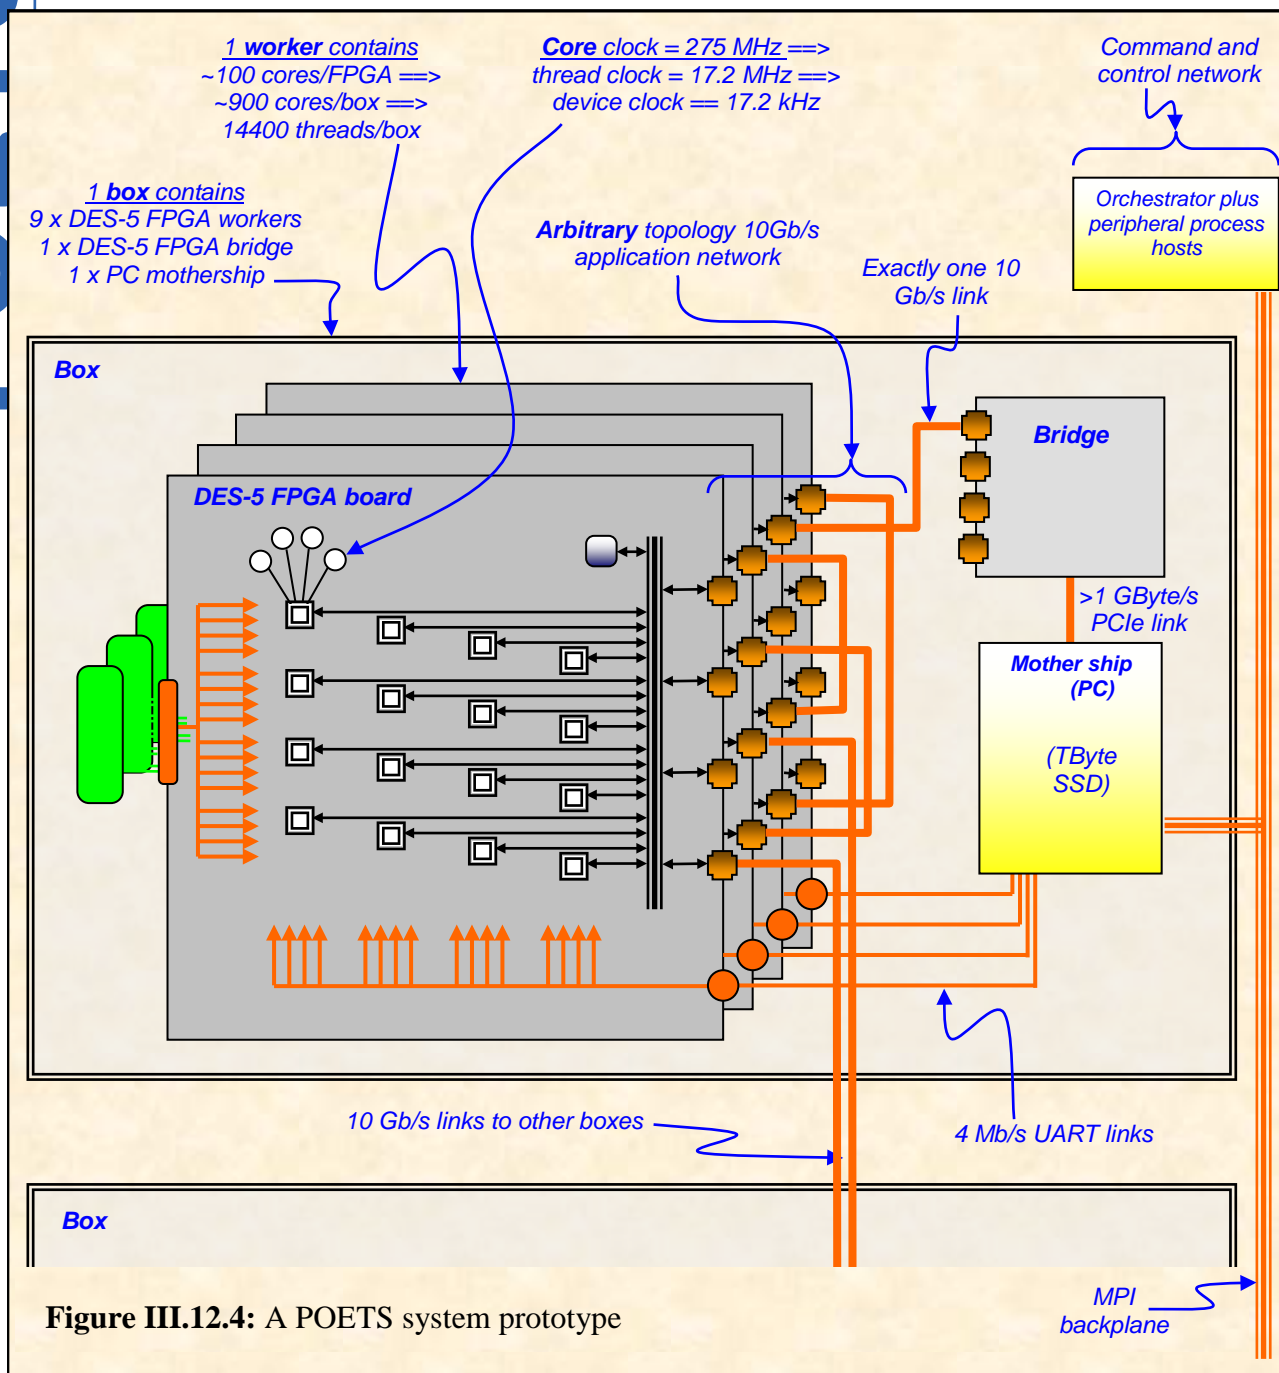 1 worker contains
~100 cores/FPGA ==>
~900 cores/box ==>
14400 threads/box
Core clock = 275 MHz ==>
thread clock = 17.2 MHz ==>
device clock == 17.2 kHz
Command and
control network
1 box contains
9 x DES-5 FPGA workers
1 x DES-5 FPGA bridge
1 x PC mothership
Arbitrary topology 10Gb/s
application network
Exactly one 10
Gb/s link
Orchestrator plus
peripheral process
hosts
Box
Bridge
DES-5 FPGA board
>1 GByte/s
PCIe link
Mother ship
(PC)
(TByte
SSD)
10 Gb/s links to other boxes
4 Mb/s UART links
Box
MPI
backplane
Figure III.12.4: A POETS system prototype